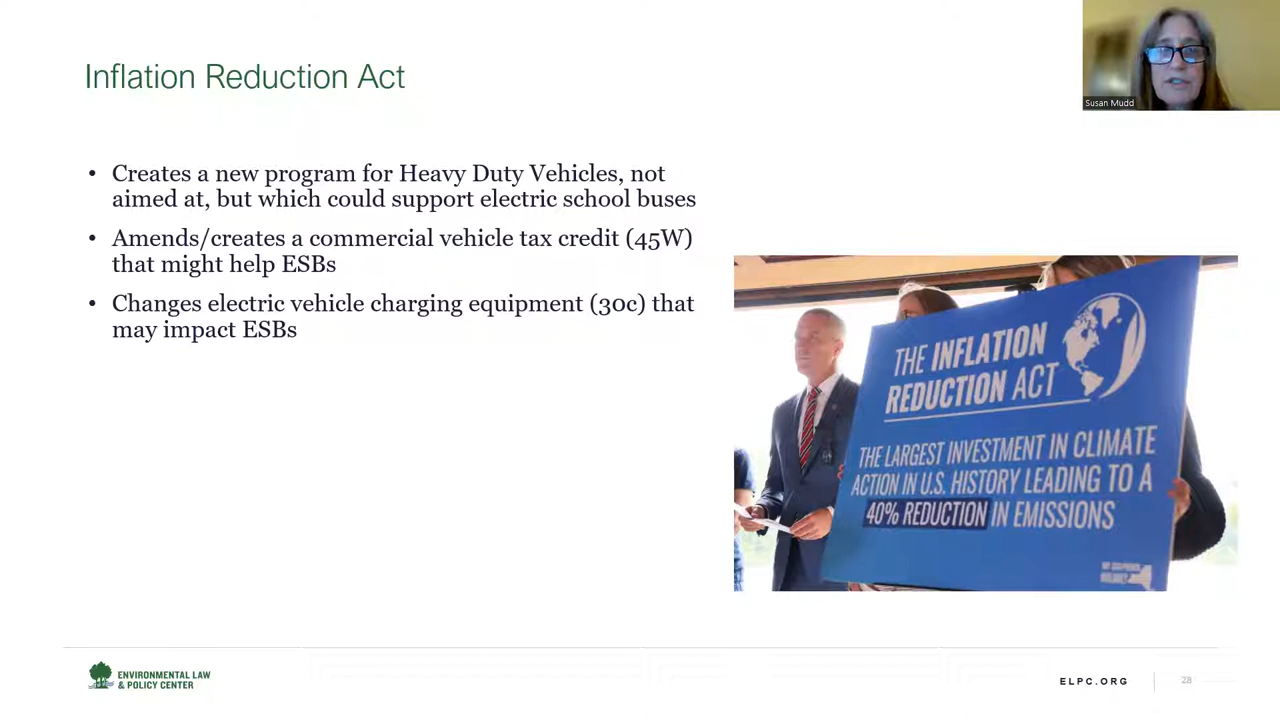 Inflation Reduction Act
Susan Mudd
• Creates a new program for Heavy Duty Vehicles, not
aimed at, but which could support electric school buses
• Amends/creates a commercial vehicle tax credit (45W)
that might help ESBs
• Changes electric vehicle charging equipment (30c) that
may impact ESBs
THE INFLATION
REDUCTION ACT
THE LARGEST INVESTMENT IN CLIMATE
ACTION IN U.S. HISTORY LEADING TO A
40% REDUCTION IN EMISSIONS
MALONEY
ENVIRONMENTAL LAW
& POLICY CENTER
ELPC.ORG
28